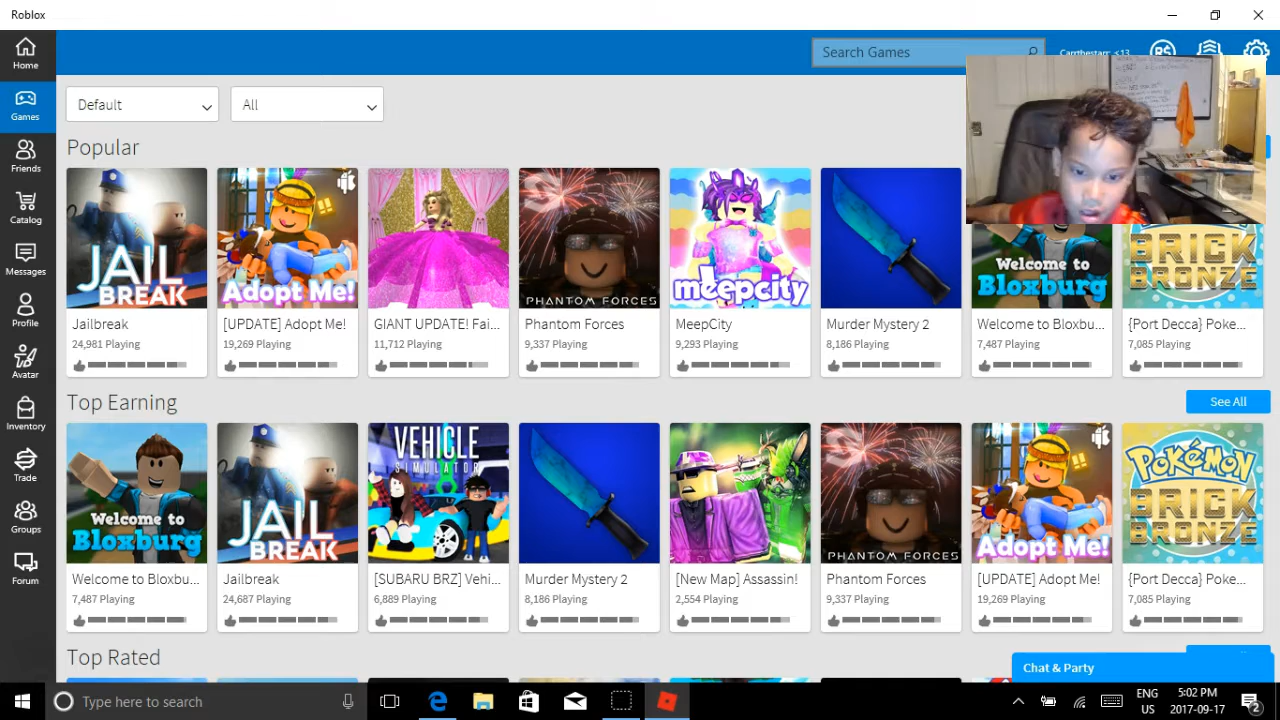 Roblox
Home
Search Games
Games
Default
All
Friends
Popular
Catalog
Messages
Profile
Avatar
Inventory
Trade
Groups
Forum
JAIL BREAK
Adopt Me!
PHANTOM FORCES
meepcity
Welcome to Bloxburg
BRICK BRONZE
Jailbreak
[UPDATE] Adopt Me!
GIANT UPDATE! Fai...
Phantom Forces
MeepCity
Murder Mystery 2
Welcome to Bloxbu...
{Port Decca} Poke...
24,981 Playing
19,269 Playing
11,712 Playing
9,337 Playing
9,293 Playing
8,186 Playing
7,487 Playing
7,085 Playing
Top Earning
See All
Welcome to Bloxburg
JAIL BREAK
VEHICLE SIMULATOR
PHANTOM FORCES
Adopt Me!
POKéMON BRICK BRONZE
Welcome to Bloxbu...
Jailbreak
[SUBARU BRZ] Vehi...
Murder Mystery 2
[New Map] Assassin!
Phantom Forces
[UPDATE] Adopt Me!
{Port Decca} Poke...
7,487 Playing
24,687 Playing
6,889 Playing
8,186 Playing
2,554 Playing
9,337 Playing
19,269 Playing
7,085 Playing
Top Rated
Chat & Party
Type here to search
ENG
US
5:02 PM
2017-09-17
2